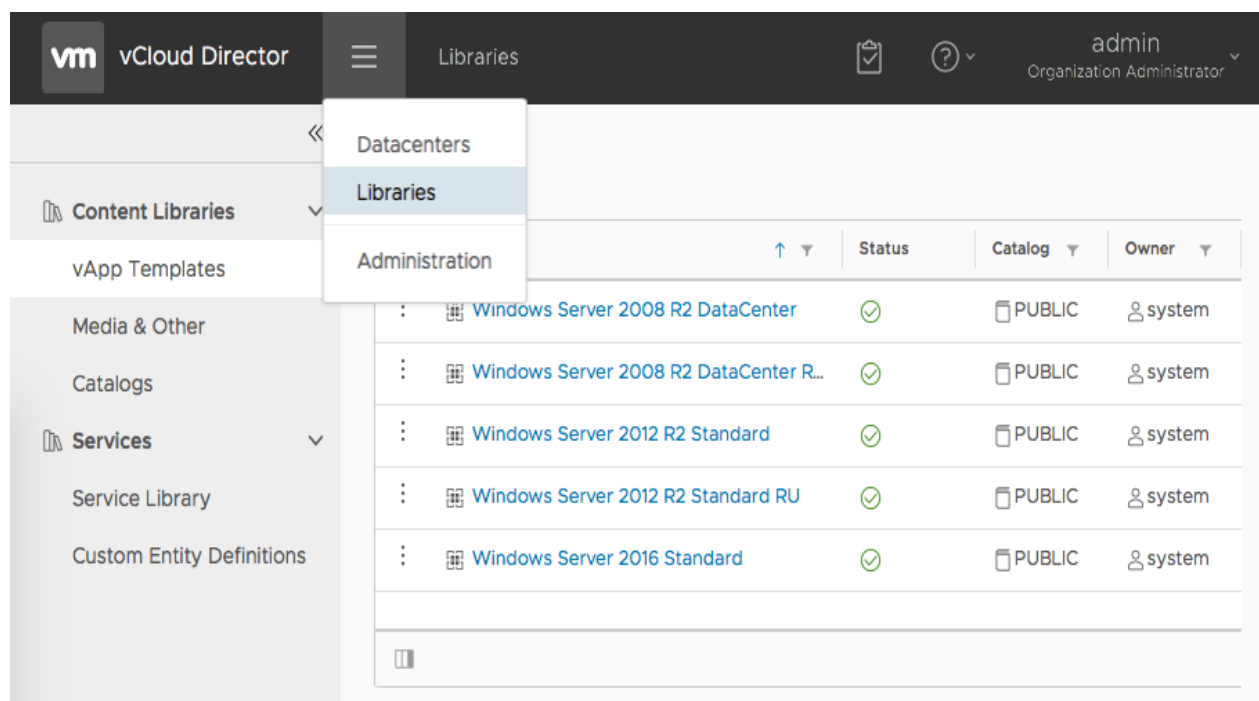 vm vCloud Director Libraries admin
Organization Administrator
Datacenters
Libraries
Administration
Content Libraries
vApp Templates
Media & Other
Catalogs
Services
Service Library
Custom Entity Definitions
Status Catalog Owner
Windows Server 2008 R2 DataCenter PUBLIC system
Windows Server 2008 R2 DataCenter R... PUBLIC system
Windows Server 2012 R2 Standard PUBLIC system
Windows Server 2012 R2 Standard RU PUBLIC system
Windows Server 2016 Standard PUBLIC system